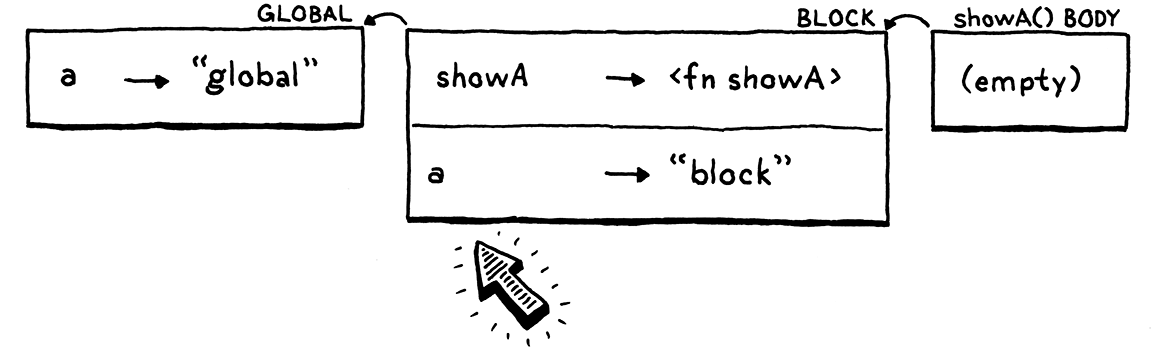 GLOBAL
BLOCK
showA() BODY
a → “global”
showA → <fn showA>
(empty)
a → “block”